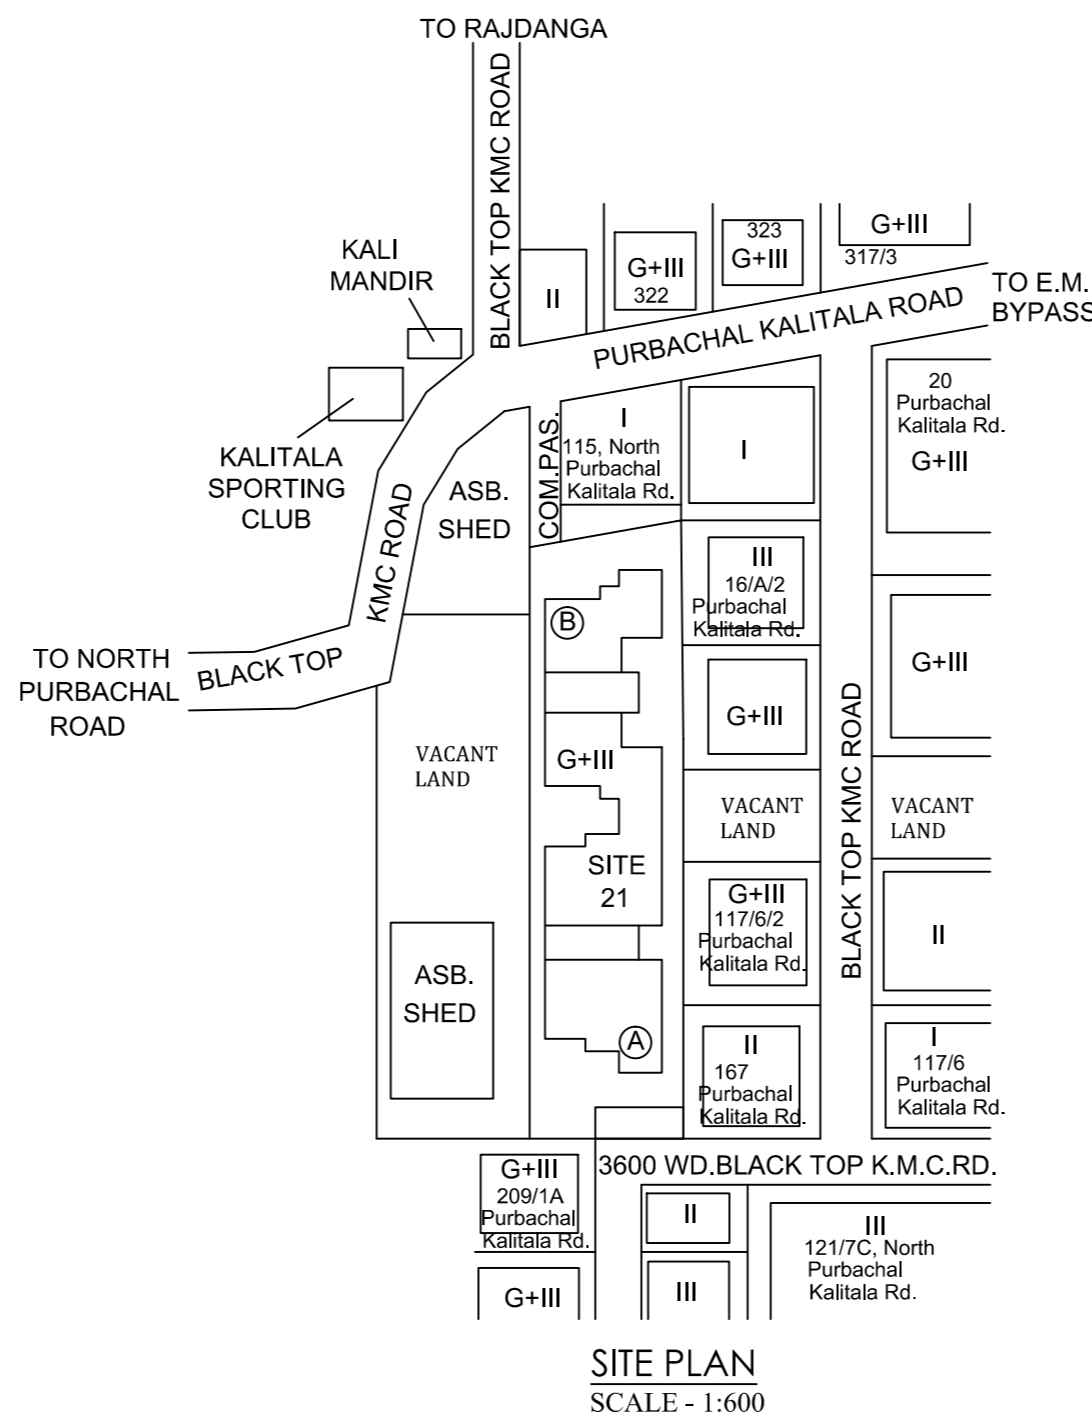 TO RAJDANGA
BLACK TOP KMC ROAD
KALI
MANDIR
II
G+III
322
323
G+III
G+III
317/3
TO E.M.
BYPASS
PURBACHAL KALITALA ROAD
KALITALA
SPORTING
CLUB
KMC ROAD
ASB.
SHED
COM.PAS.
I
115, North
Purbachal
Kalitala Rd.
I
20
Purbachal
Kalitala Rd.
G+III
III
16/A/2
Purbachal
Kalitala Rd.
B
TO NORTH
PURBACHAL
ROAD
BLACK TOP
G+III
G+III
VACANT
LAND
G+III
BLACK TOP KMC ROAD
VACANT
LAND
VACANT
LAND
SITE
21
G+III
117/6/2
Purbachal
Kalitala Rd.
II
ASB.
SHED
A
II
167
Purbachal
Kalitala Rd.
I
117/6
Purbachal
Kalitala Rd.
3600 WD.BLACK TOP K.M.C.RD.
G+III
209/1A
Purbachal
Kalitala Rd.
II
III
121/7C, North
Purbachal
Kalitala Rd.
G+III
III
SITE PLAN
SCALE - 1:600